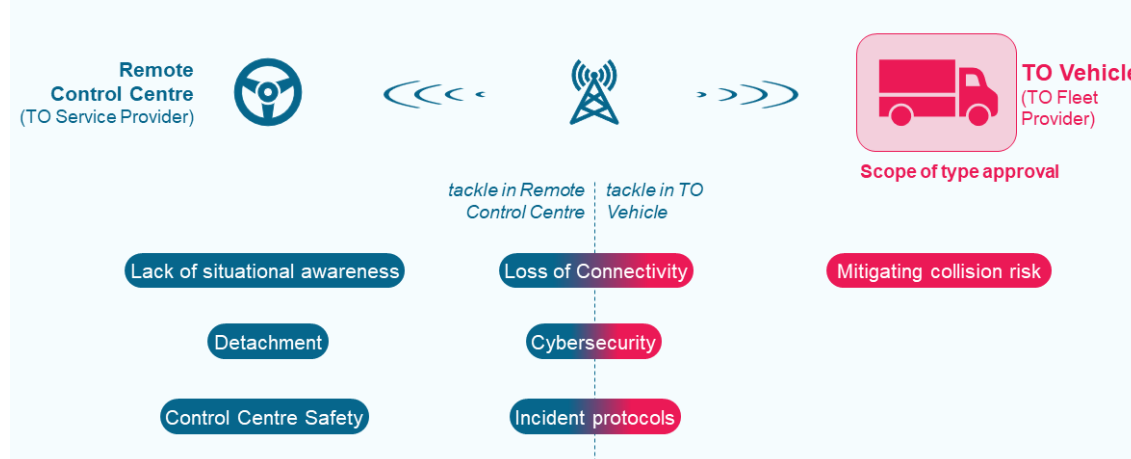 Remote
Control Centre
(TO Service Provider)
TO Vehicle
(TO Fleet
Provider)
Scope of type approval
tackle in Remote
Control Centre
tackle in TO
Vehicle
Lack of situational awareness
Loss of Connectivity
Mitigating collision risk
Detachment
Cybersecurity
Control Centre Safety
Incident protocols